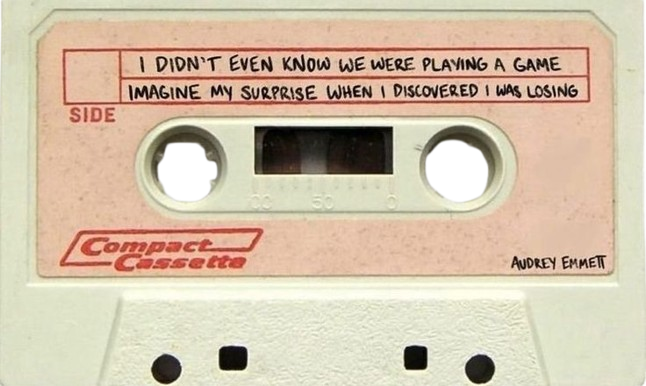 I DIDN'T EVEN KNOW WE WERE PLAYING A GAME
IMAGINE MY SURPRISE WHEN I DISCOVERED I WAS LOSING
SIDE
50 0
Compact
Cassette
AUDREY EMMETT